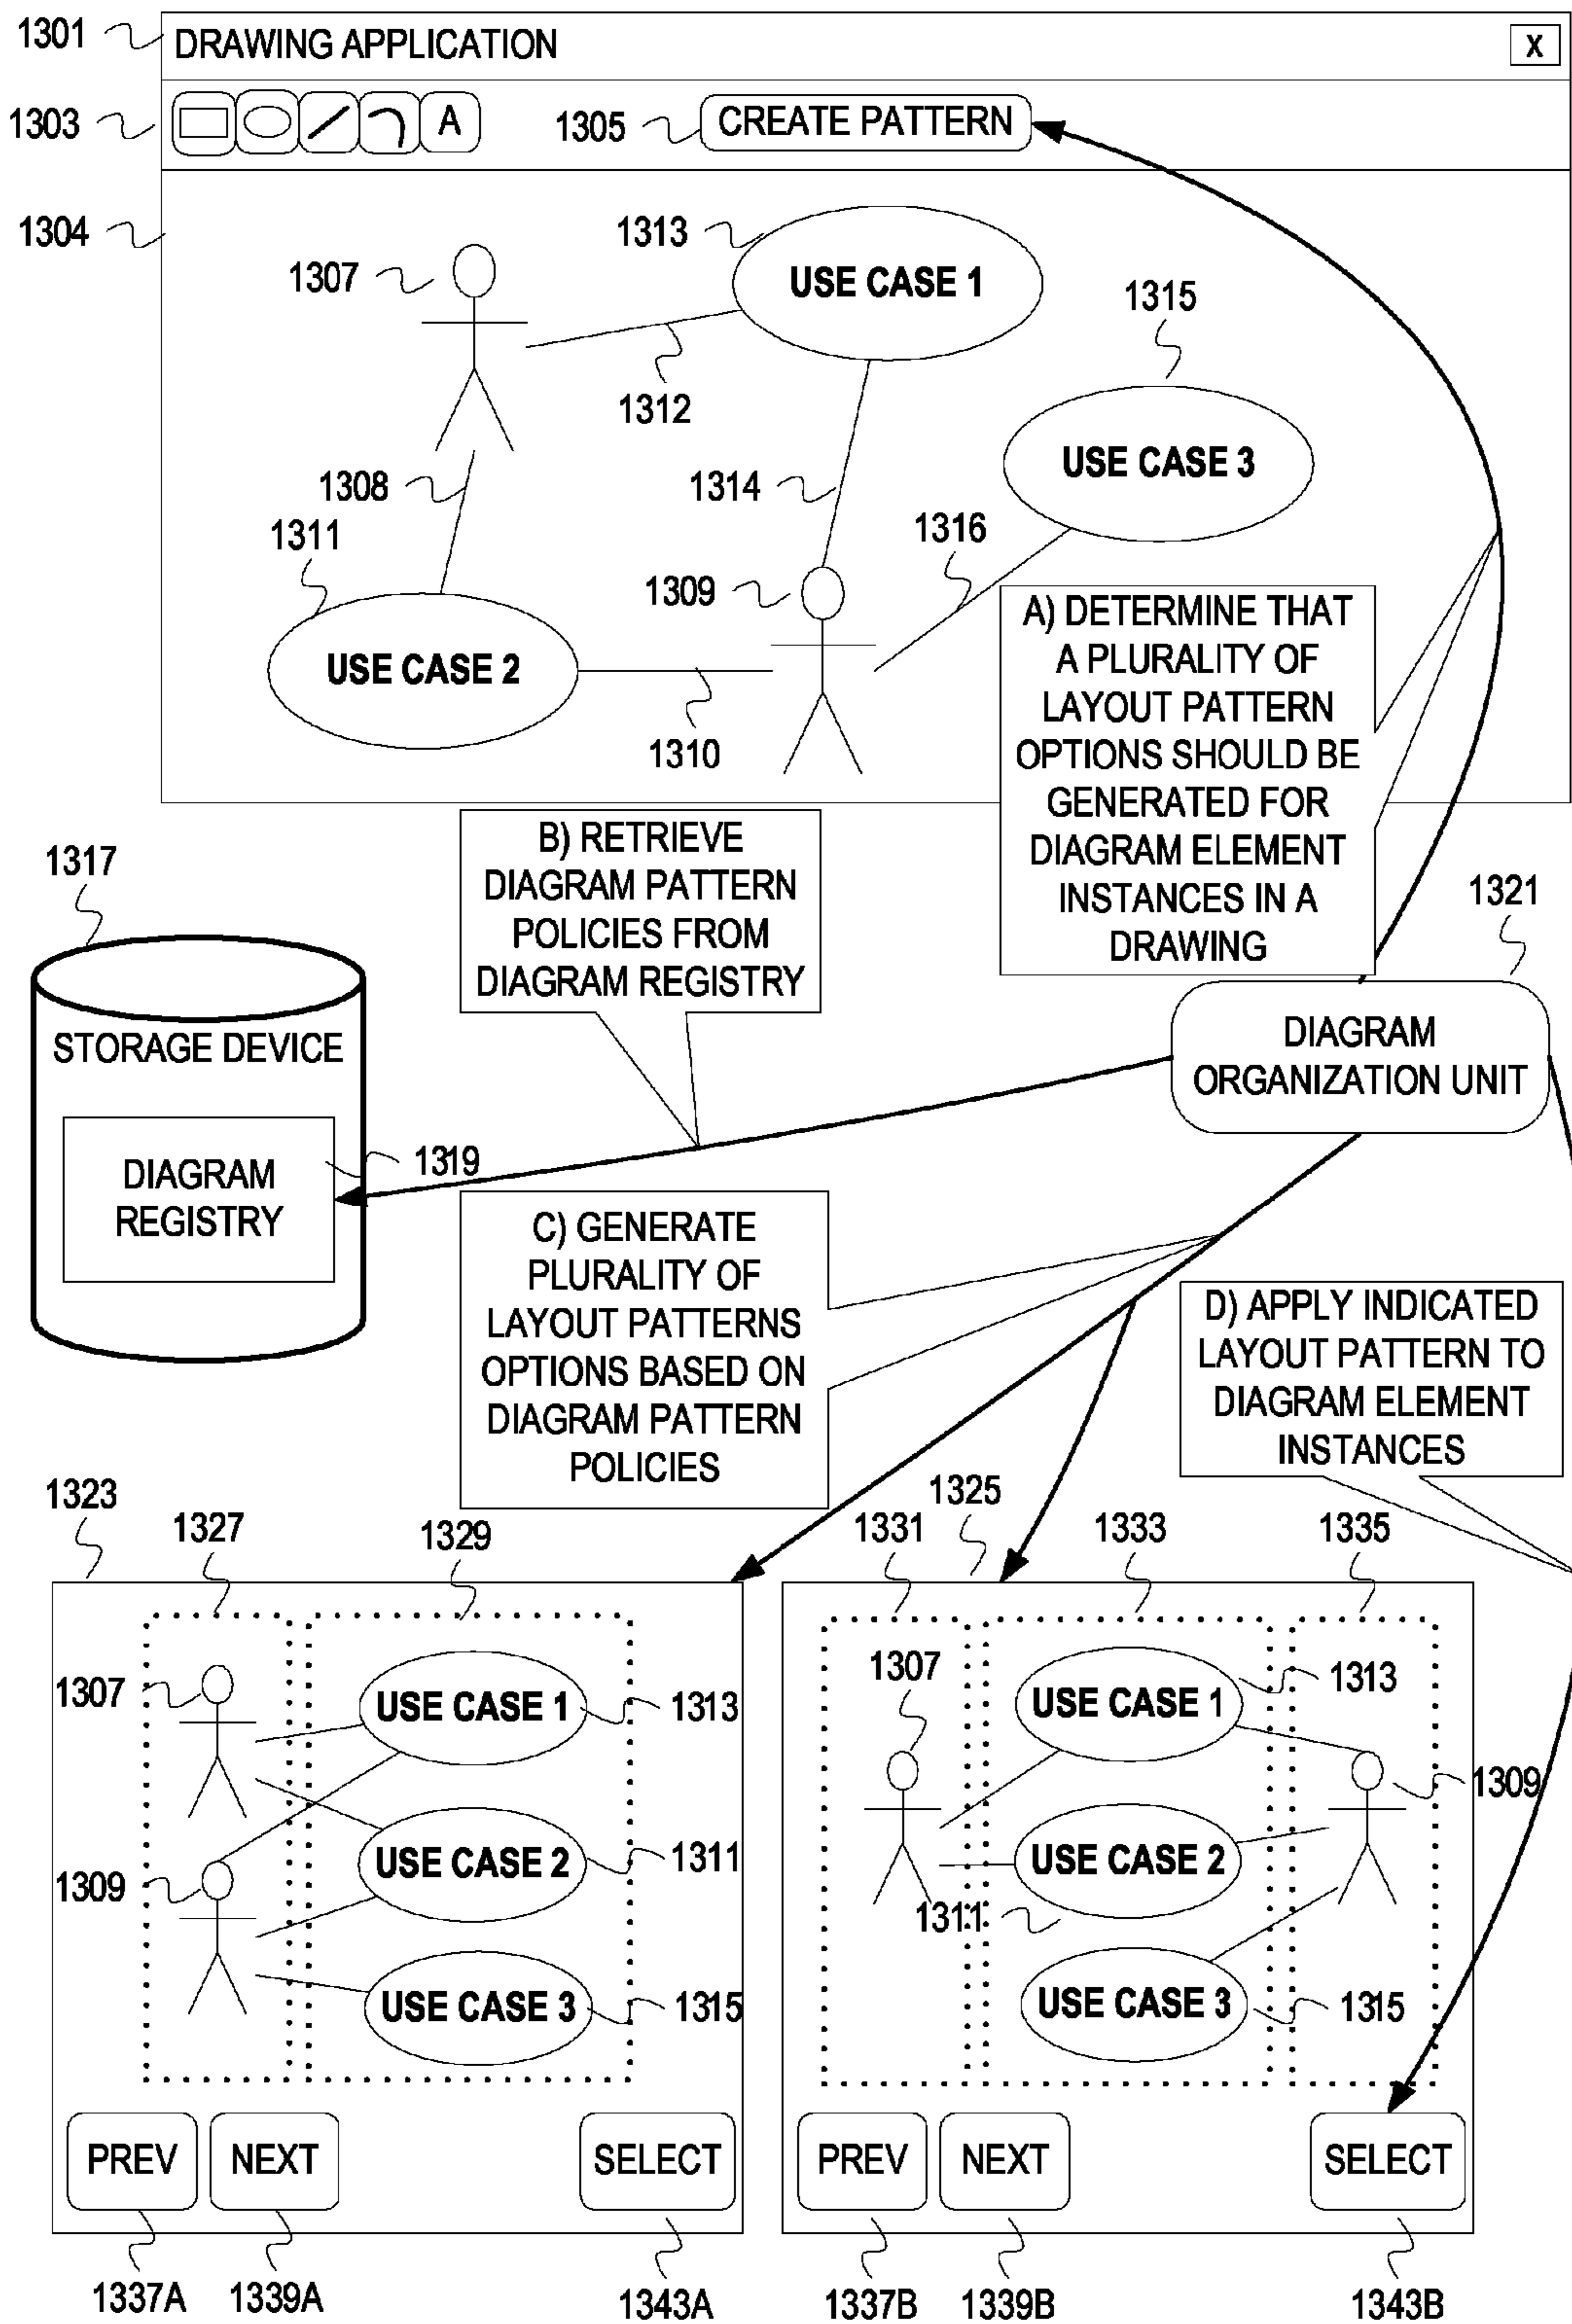 1301
DRAWING APPLICATION
X
1303
A
1305
CREATE PATTERN
1304
1307
1313
USE CASE 1
1315
1312
USE CASE 3
1308
1314
1316
1311
1309
USE CASE 2
1310
A) DETERMINE THAT
A PLURALITY OF
LAYOUT PATTERN
OPTIONS SHOULD BE
GENERATED FOR
DIAGRAM ELEMENT
INSTANCES IN A
DRAWING
B) RETRIEVE
DIAGRAM PATTERN
POLICIES FROM
DIAGRAM REGISTRY
1317
1321
STORAGE DEVICE
DIAGRAM
ORGANIZATION UNIT
DIAGRAM
REGISTRY
1319
C) GENERATE
PLURALITY OF
LAYOUT PATTERNS
OPTIONS BASED ON
DIAGRAM PATTERN
POLICIES
D) APPLY INDICATED
LAYOUT PATTERN TO
DIAGRAM ELEMENT
INSTANCES
1323
1327
1329
1307
USE CASE 1
1313
1309
USE CASE 2
1311
USE CASE 3
1315
PREV
NEXT
SELECT
1337A
1339A
1343A
1325
1331
1333
1335
1307
USE CASE 1
1313
1309
USE CASE 2
1311
USE CASE 3
1315
PREV
NEXT
SELECT
1337B
1339B
1343B